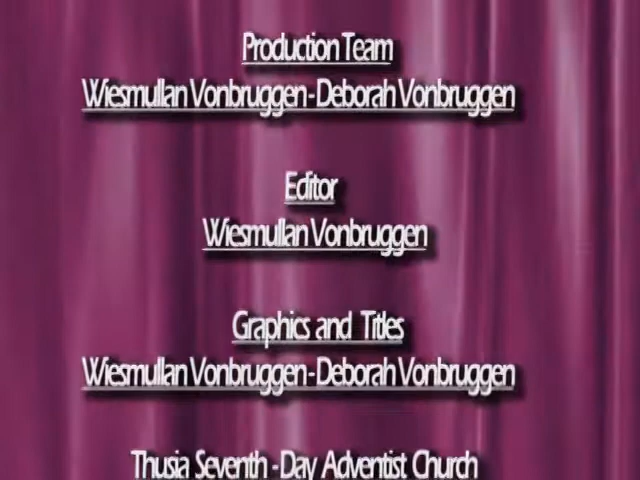 Production Team
Wiesmullan Vonbruggen - Deborah Vonbruggen
Editor
Wiesmullan Vonbruggen
Graphics and Titles
Wiesmullan Vonbruggen - Deborah Vonbruggen
Thusia Seventh - Day Adventist Church